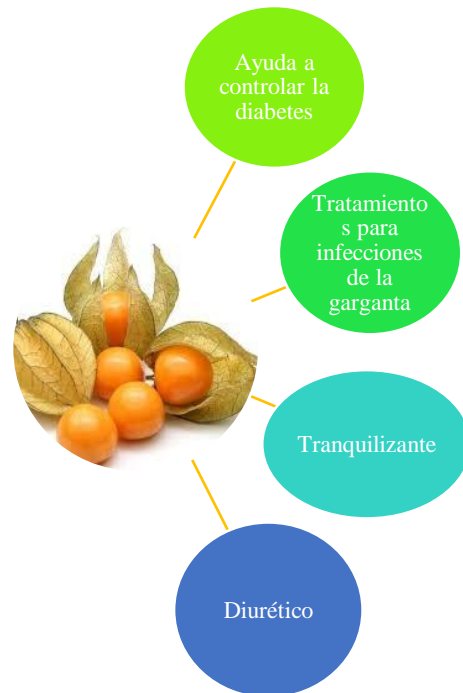 Ayuda a
controlar la
diabetes
Tratamiento
s para
infecciones
de la
garganta
Tranquilizante
Diurético